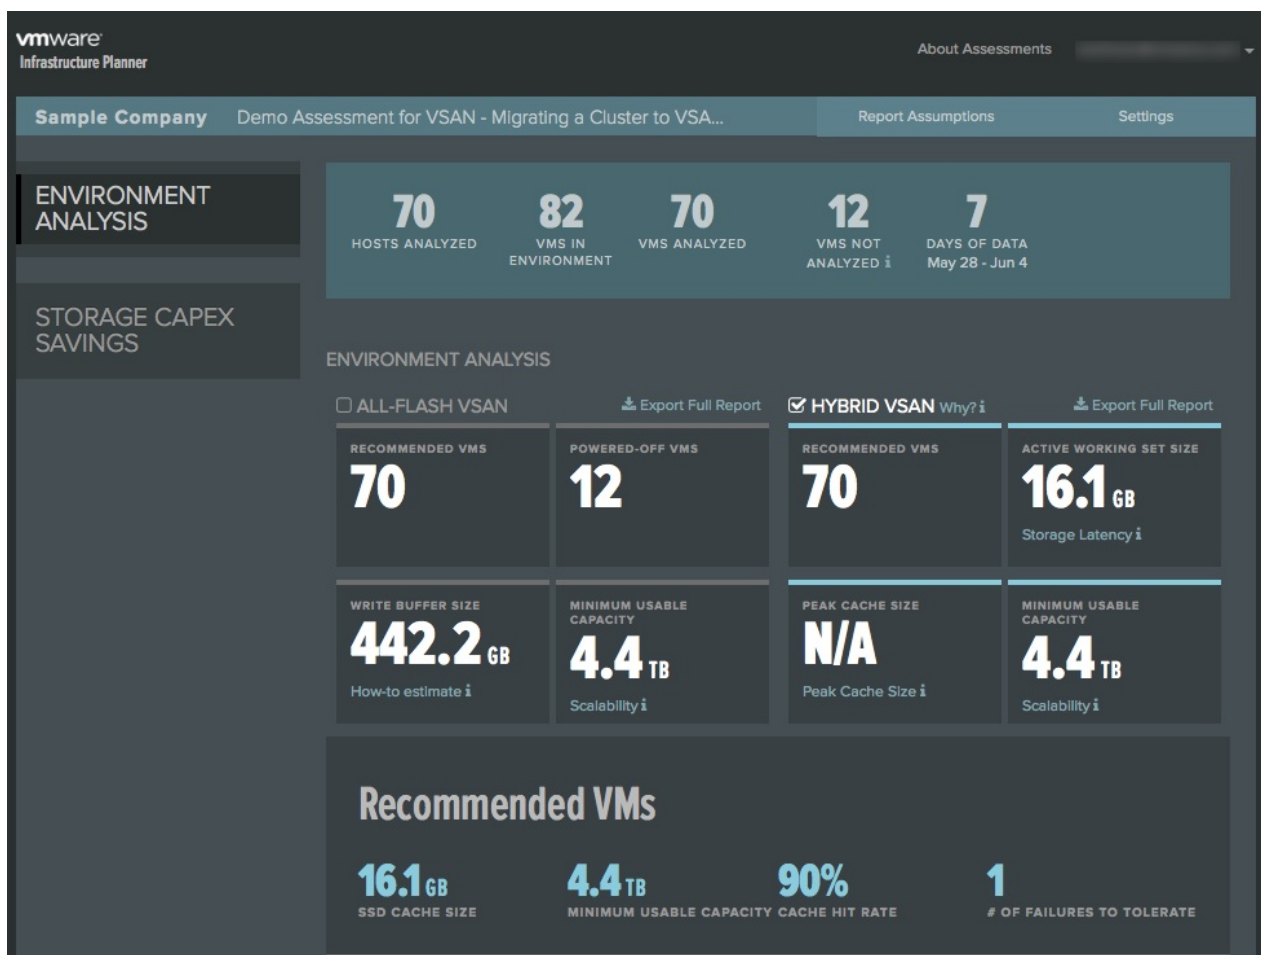 vmware
Infrastructure Planner
About Assessments
Sample Company Demo Assessment for VSAN - Migrating a Cluster to VSA... Report Assumptions Settings
ENVIRONMENT
ANALYSIS
STORAGE CAPEX
SAVINGS
70
HOSTS ANALYZED
82
VMS IN
ENVIRONMENT
70
VMS ANALYZED
12
VMS NOT
ANALYZED i
7
DAYS OF DATA
May 28 - Jun 4
ENVIRONMENT ANALYSIS
ALL-FLASH VSAN Export Full Report
RECOMMENDED VMS
70
POWERED-OFF VMS
12
WRITE BUFFER SIZE
442.2 GB
How-to estimate i
MINIMUM USABLE
CAPACITY
4.4 TB
Scalability i
HYBRID VSAN Why? i Export Full Report
RECOMMENDED VMS
70
ACTIVE WORKING SET SIZE
16.1 GB
Storage Latency i
PEAK CACHE SIZE
N/A
Peak Cache Size i
MINIMUM USABLE
CAPACITY
4.4 TB
Scalability i
Recommended VMs
16.1 GB
SSD CACHE SIZE
4.4 TB
MINIMUM USABLE CAPACITY
90%
CACHE HIT RATE
1
# OF FAILURES TO TOLERATE